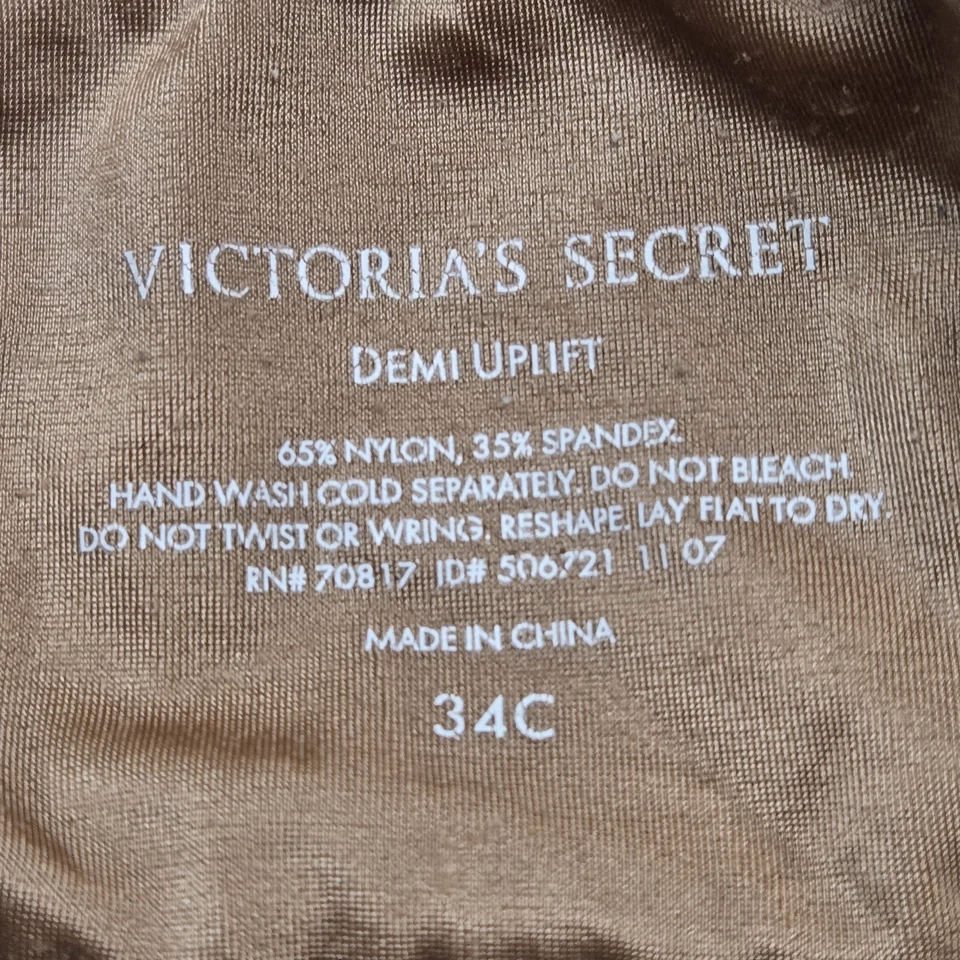 VICTORIA'S SECRET
DEMI UPLIFT
65% NYLON, 35% SPANDEX.
HAND WASH COLD SEPARATELY. DO NOT BLEACH.
DO NOT TWIST OR WRING. RESHAPE. LAY FLAT TO DRY.
RN# 70817 ID# 506721 11 07
MADE IN CHINA
34C